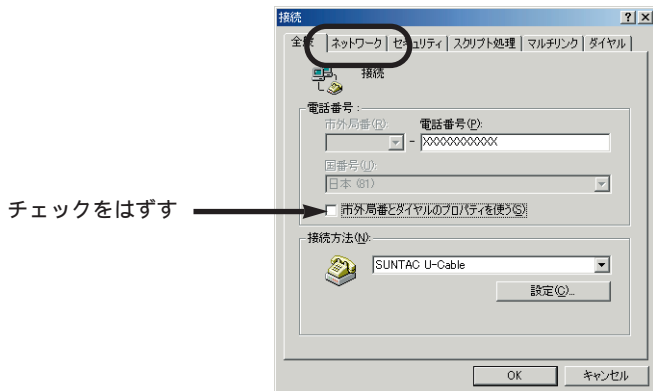 接続
全般 ネットワーク セキュリティ スクリプト処理 マルチリンク ダイヤル
接続
電話番号:
市外局番(R): 電話番号(P):
- XXXXXXXXXXX
国番号(U):
日本 (81)
チェックをはずす
市外局番とダイヤルのプロパティを使う(S)
接続方法(N):
SUNTAC U-Cable
設定(C)...
OK キャンセル